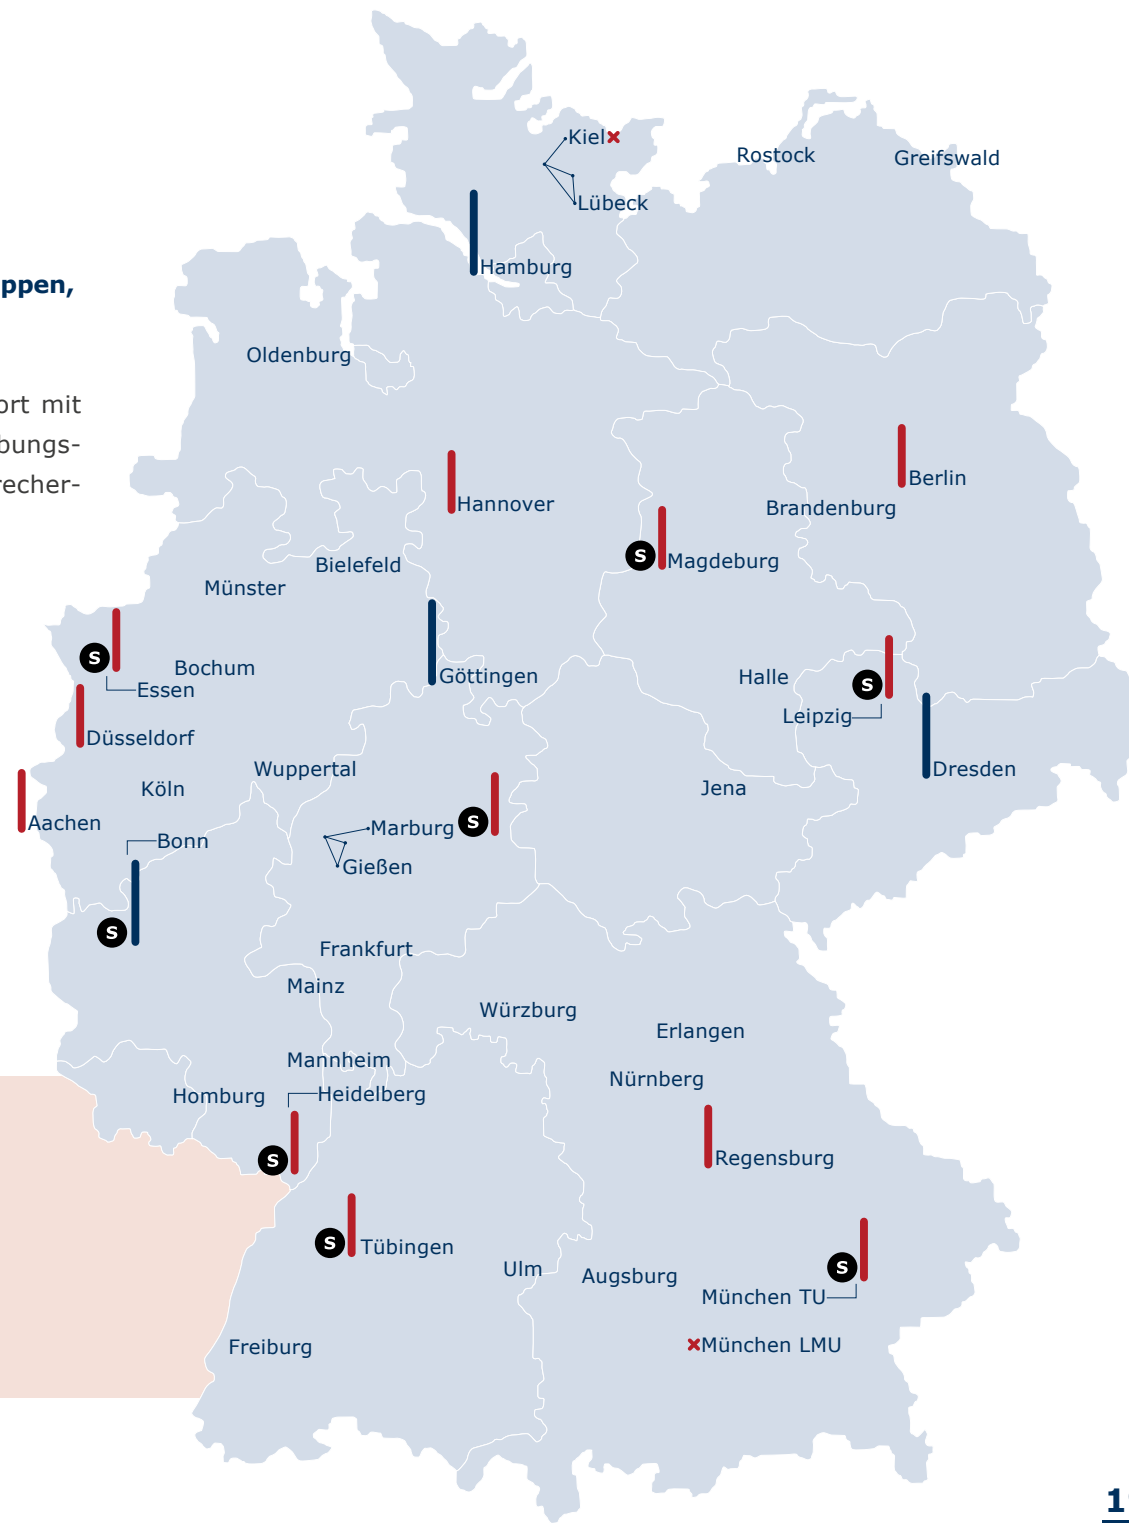 Kiel
Rostock
Greifswald
Lübeck
Hamburg
ppen,
Oldenburg
ort mit
bungs-
recher-
Berlin
Hannover
Brandenburg
S
Magdeburg
Bielefeld
Münster
S
Bochum
Essen
Göttingen
Halle
S
Leipzig
Düsseldorf
Wuppertal
Dresden
Köln
Jena
Aachen
Marburg
S
Bonn
Gießen
S
Frankfurt
Mainz
Würzburg
Erlangen
Mannheim
Nürnberg
Homburg
Heidelberg
S
Regensburg
S
Tübingen
Ulm
Augsburg
S
München TU
München LMU
Freiburg